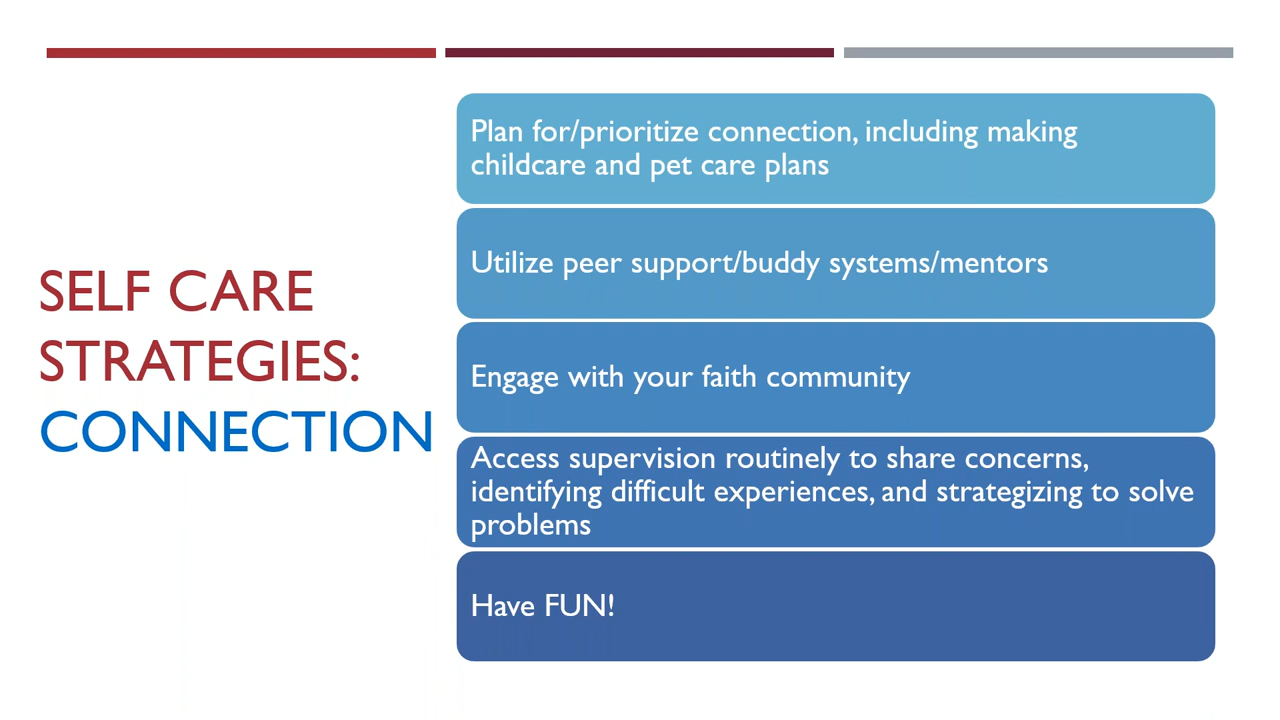 SELF CARE
STRATEGIES:
CONNECTION
Plan for/prioritize connection, including making
childcare and pet care plans
Utilize peer support/buddy systems/mentors
Engage with your faith community
Access supervision routinely to share concerns,
identifying difficult experiences, and strategizing to solve
problems
Have FUN!